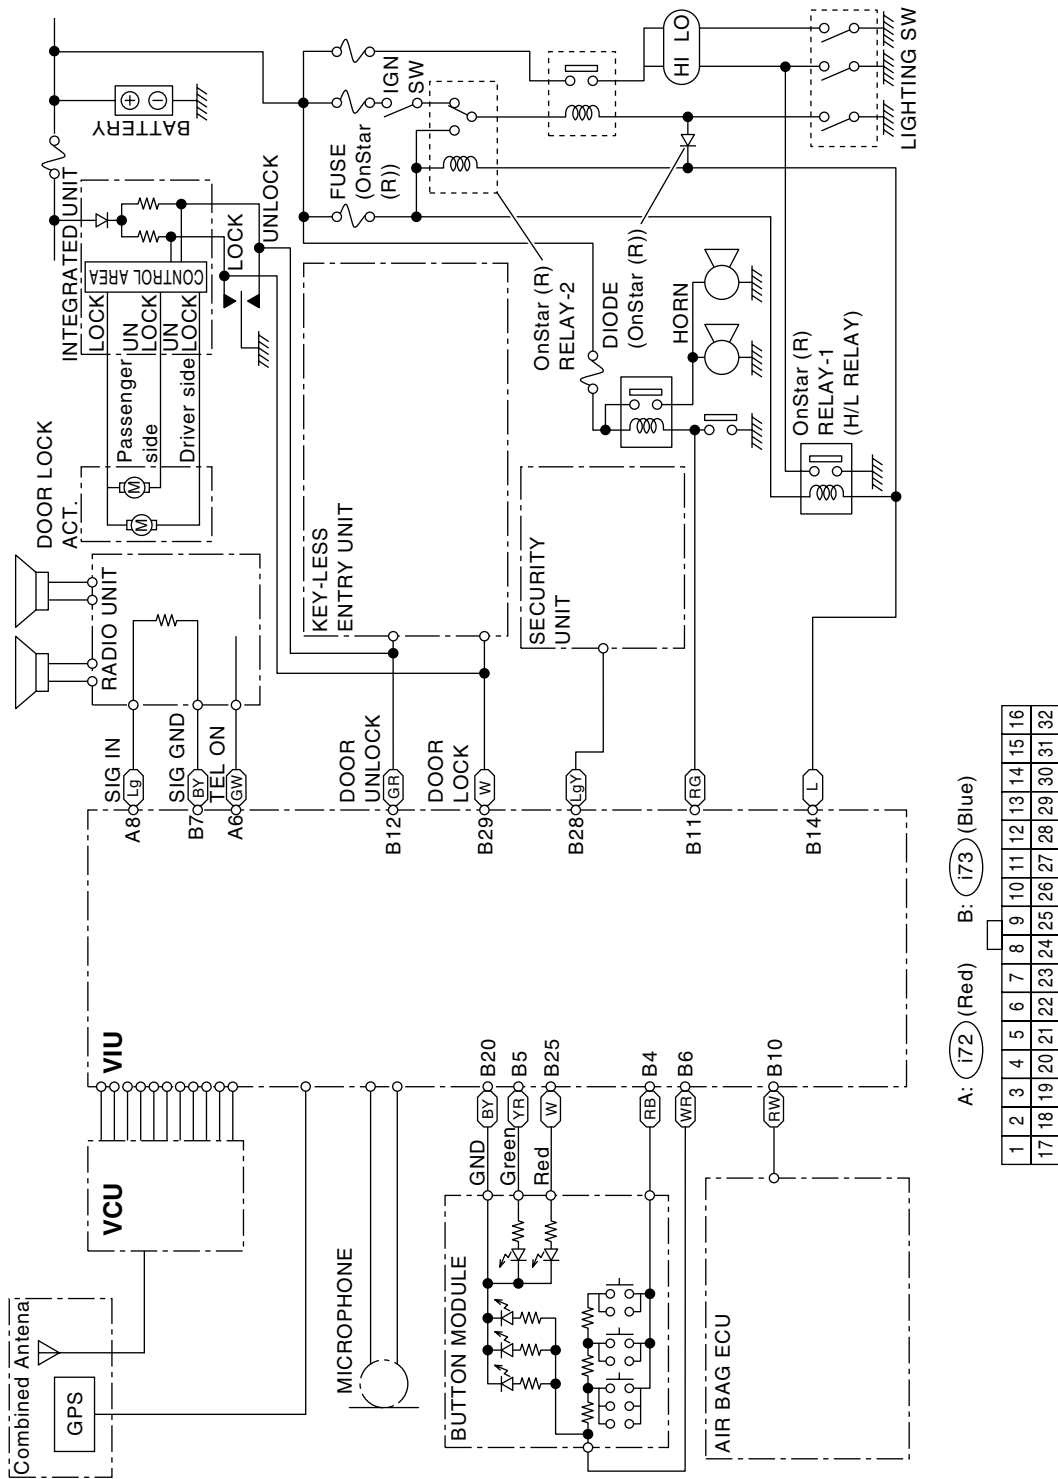 Combined Antena
GPS
VCU
VIU
MICROPHONE
BUTTON MODULE
GND
Green
Red
BY
YR
W
RB
WR
B20
B5
B25
B4
B6
AIR BAG ECU
RW
B10
SIG IN
SIG GND
TEL ON
Lg
BY
GW
A8
B7
A6
RADIO UNIT
DOOR
UNLOCK
GR
B12
DOOR
LOCK
W
B29
LgY
B28
RG
B11
L
B14
KEY-LESS
ENTRY UNIT
SECURITY
UNIT
DOOR LOCK
ACT.
M
M
Passenger
side
Driver side
INTEGRATED UNIT
LOCK
UN
LOCK
UN
LOCK
CONTROL AREA
LOCK
UNLOCK
BATTERY
+
−
FUSE
(OnStar
(R))
IGN
SW
OnStar (R)
RELAY-2
DIODE
(OnStar (R))
HORN
OnStar (R)
RELAY-1
(H/L RELAY)
HI LO
LIGHTING SW
A: i72 (Red) B: i73 (Blue)
1 2 3 4 5 6 7 8 9 10 11 12 13 14 15 16
17 18 19 20 21 22 23 24 25 26 27 28 29 30 31 32